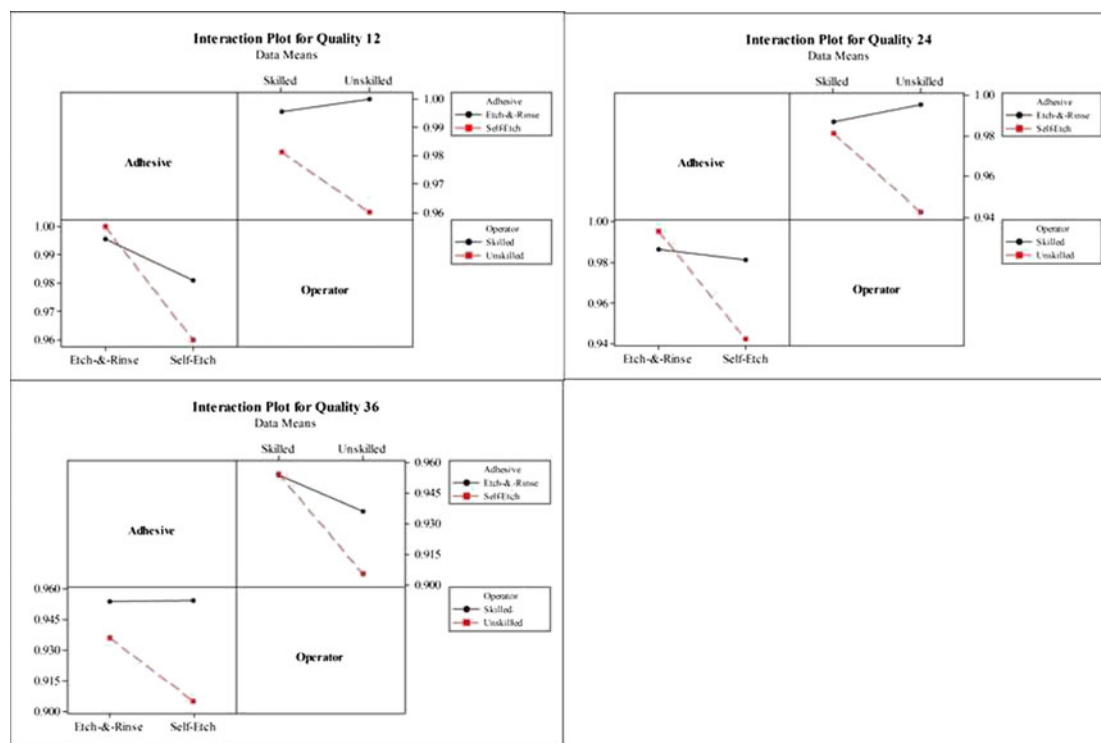 Interaction Plot for Quality 12
Data Means
Skilled Unskilled
Adhesive
1.00
0.99
0.98
0.97
0.96
Adhesive
Etch-&-Rinse
Self-Etch
1.00
0.99
0.98
0.97
0.96
Operator
Operator
Skilled
Unskilled
Etch-&-Rinse Self-Etch
Interaction Plot for Quality 24
Data Means
Skilled Unskilled
Adhesive
1.00
0.98
0.96
0.94
Adhesive
Etch-&-Rinse
Self-Etch
1.00
0.98
0.96
0.94
Operator
Operator
Skilled
Unskilled
Etch-&-Rinse Self-Etch
Interaction Plot for Quality 36
Data Means
Skilled Unskilled
Adhesive
0.960
0.945
0.930
0.915
0.900
Adhesive
Etch-&-Rinse
Self-Etch
0.960
0.945
0.930
0.915
0.900
Operator
Operator
Skilled
Unskilled
Etch-&-Rinse Self-Etch